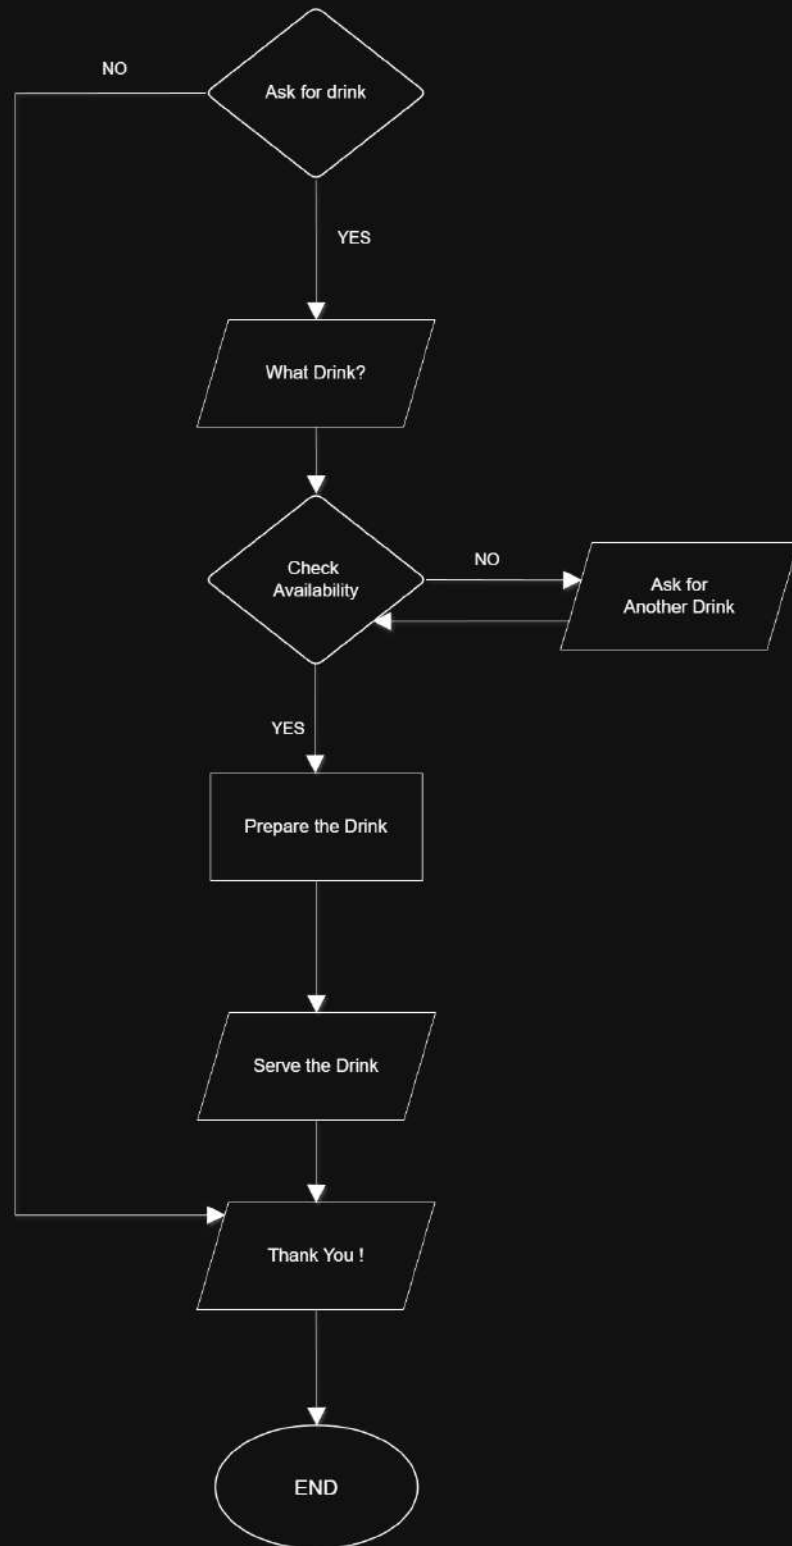 NO
Ask for drink
YES
What Drink?
Check
Availability
NO
Ask for
Another Drink
YES
Prepare the Drink
Serve the Drink
Thank You !
END